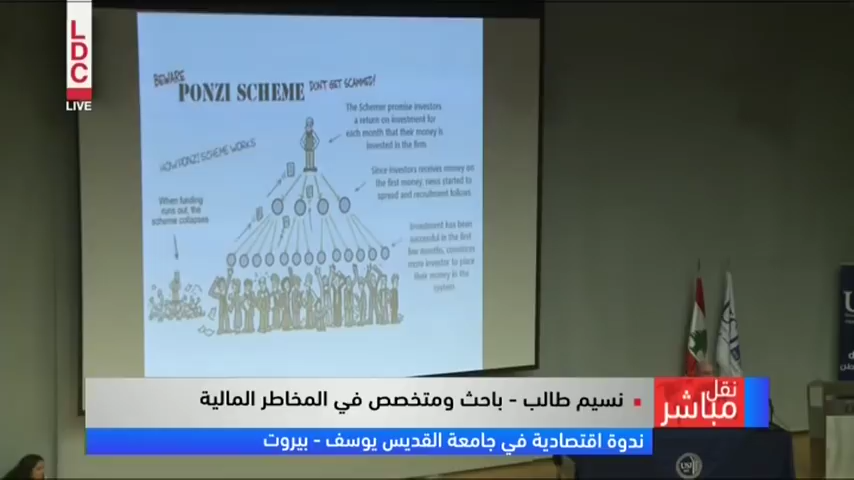 LDC
LIVE
BEWARE
PONZI SCHEME
DON'T GET SCAMMED!
HOW PONZI SCHEME WORKS
The Schemer promise investors
a return on investment for
each month that their money is
invested in the firm
Since investors receives money on
the first money, news started to
spread and recruitment follows
When funding
runs out, the
scheme collapses
Investment has been
successful in the first
few months, convinces
more investor to place
their money in the
system
نسيم طالب - باحث ومتخصص في المخاطر المالية
نقل
مباشر
ندوة اقتصادية في جامعة القديس يوسف - بيروت
USJ